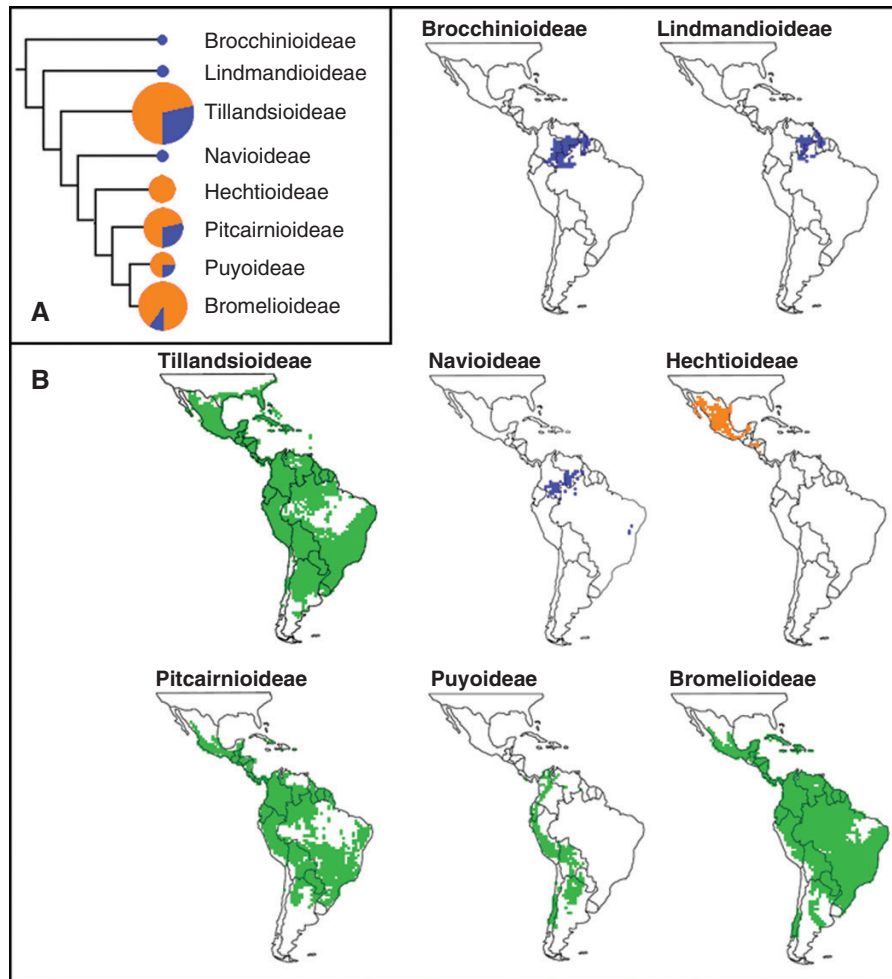 Brocchinioideae
Lindmandioideae
Tillandsioideae
Navioideae
Hechtioideae
Pitcairnioideae
Puyoideae
Bromelioideae
A
Brocchinioideae Lindmandioideae
B
Tillandsioideae Navioideae Hechtioideae
Pitcairnioideae Puyoideae Bromelioideae